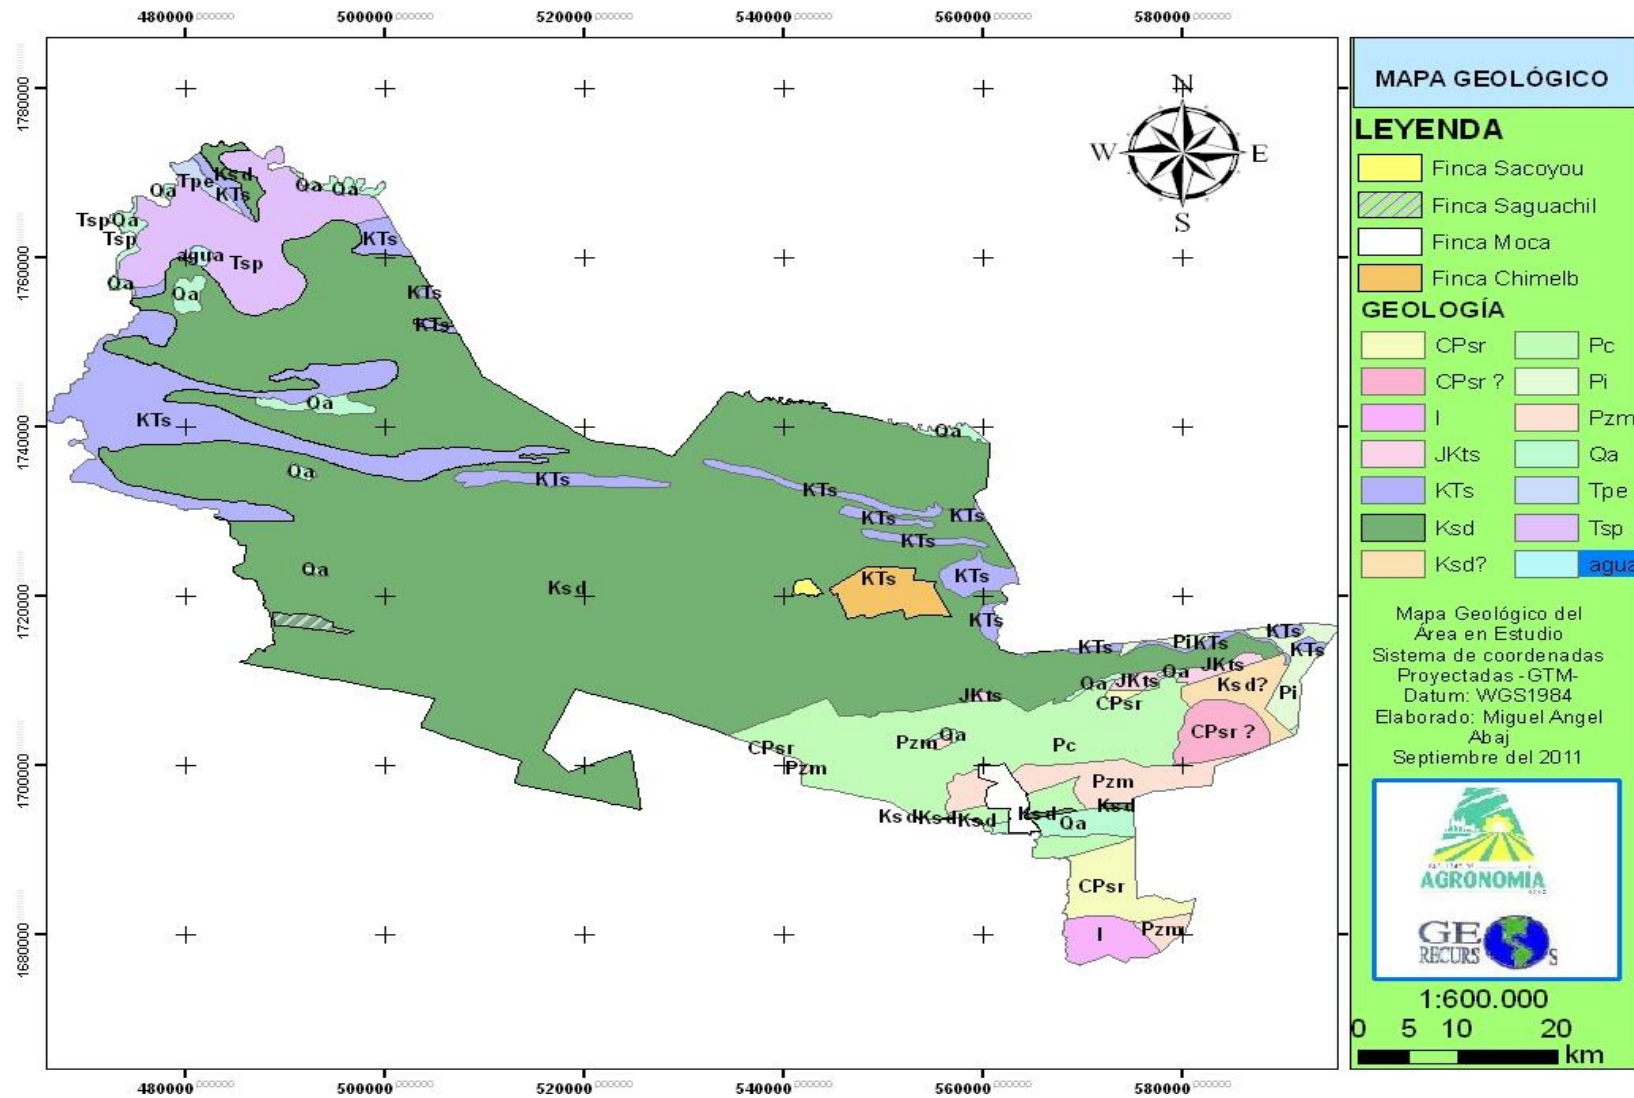 480000 500000 520000 540000 560000 580000
1780000
1760000
1740000
1720000
1700000
1680000
N
W E
S
Ksd
Tpe
KTs
Qa
Qa Qa
Tsp Qa
Tsp
KTs
agua Tsp
Qa Qa
KTs
KTs
Qa
KTs
Qa
Qa
KTs
KTs
KTs KTs
KTs
Qa
Ksd
KTs
KTs
KTs
KTs
KTs Pi KTs KTs
JKts
Qa
Qa JKts
Ksd?
Pi
JKts
CPsr
CPsr ?
Qa
Pzm
Pc
CPsr
Pzm
Pzm
Ksd
Ksd Ksd Ksd Ksd
Qa
CPsr
Pzm
I
480000 500000 520000 540000 560000 580000
MAPA GEOLÓGICO
LEYENDA
Finca Sacoyou
Finca Saguachil
Finca Moca
Finca Chimelb
GEOLOGÍA
CPsr Pc
CPsr ? Pi
I Pzm
JKts Qa
KTs Tpe
Ksd Tsp
Ksd? agua
Mapa Geológico del
Área en Estudio
Sistema de coordenadas
Proyectadas -GTM-
Datum: WGS1984
Elaborado: Miguel Angel
Abaj
Septiembre del 2011
AGRONOMIA
GE
RECURS S
1:600.000
0 5 10 20
km